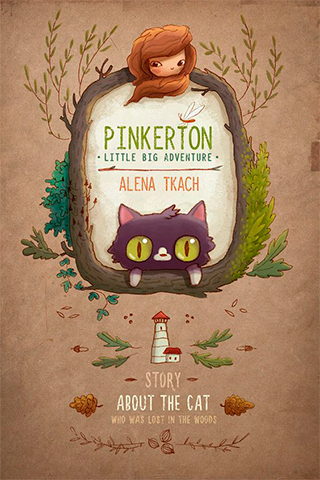 PINKERTON
• LITTLE BIG ADVENTURE •
ALENA TKACH
STORY
ABOUT THE CAT
WHO WAS LOST IN THE WOODS